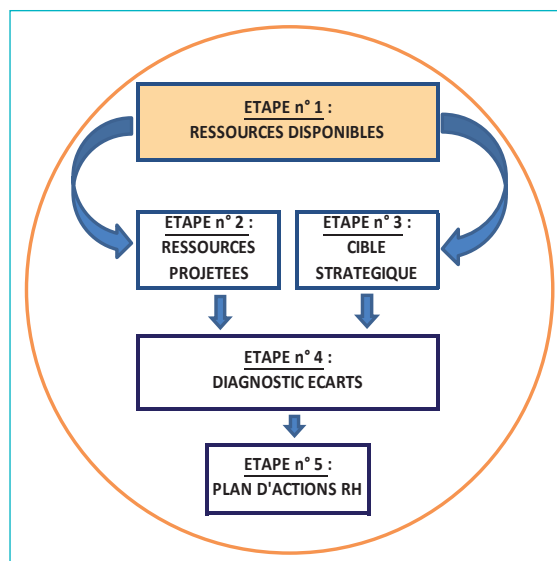 ETAPE n° 1 :
RESSOURCES DISPONIBLES
ETAPE n° 2 :
RESSOURCES
PROJETEES
ETAPE n° 3 :
CIBLE
STRATEGIQUE
ETAPE n° 4 :
DIAGNOSTIC ECARTS
ETAPE n° 5 :
PLAN D'ACTIONS RH